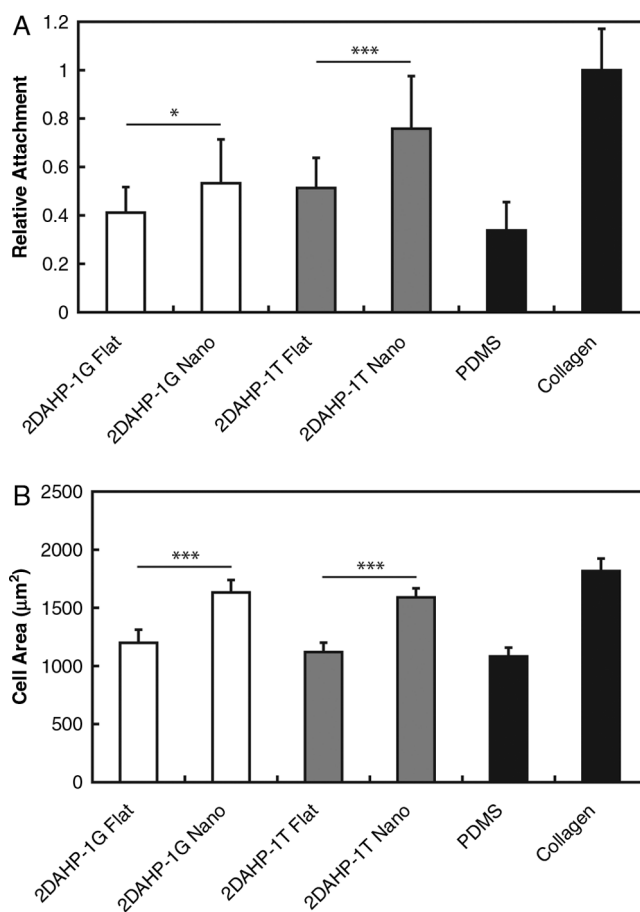 A
Relative Attachment
1.2
1
0.8
0.6
0.4
0.2
0
*
***
2DAHP-1G Flat
2DAHP-1G Nano
2DAHP-1T Flat
2DAHP-1T Nano
PDMS
Collagen
B
Cell Area (μm²)
2500
2000
1500
1000
500
0
***
***
2DAHP-1G Flat
2DAHP-1G Nano
2DAHP-1T Flat
2DAHP-1T Nano
PDMS
Collagen